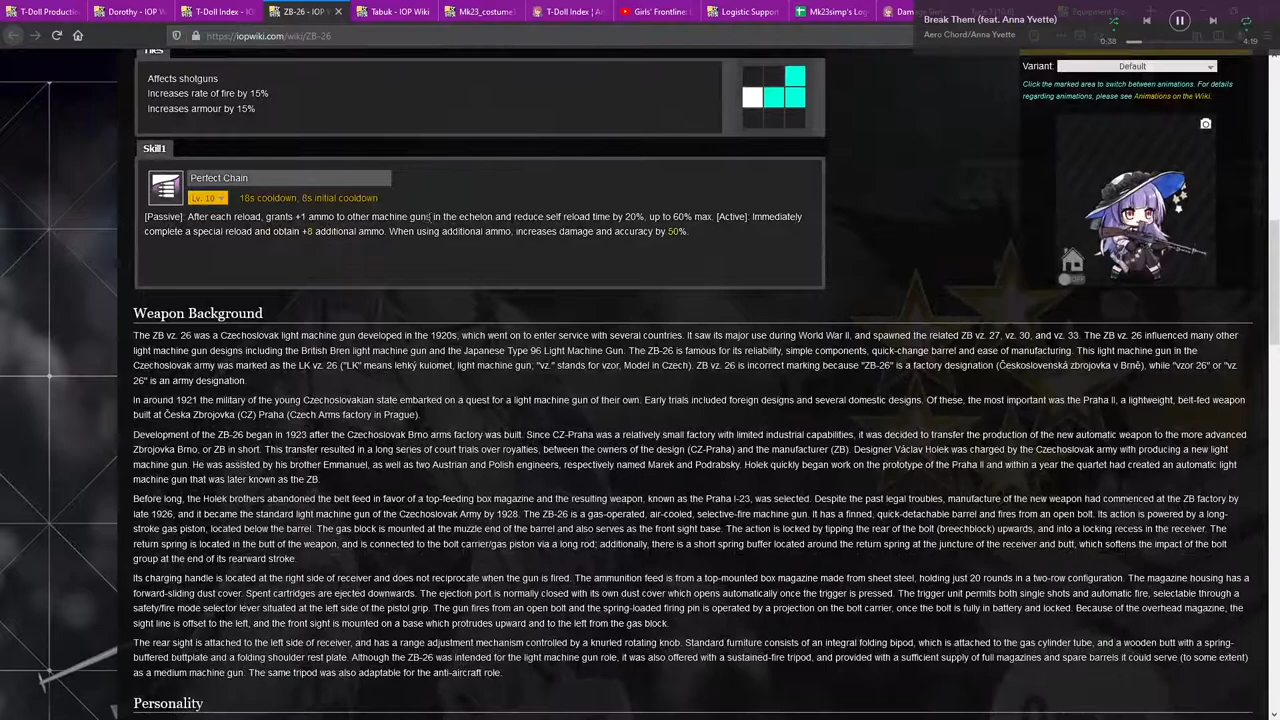 T-Doll Production
Dorothy - IOP W
T-Doll Index - IO
ZB-26 - IOP W
Tabuk - IOP Wiki
Mk23_costume
T-Doll Index | A
Girls' Frontline:
Logistic Support
Mk23simp's Log
https://iopwiki.com/wiki/ZB-26
Break Them (feat. Anna Yvette)
Aero Chord/Anna Yvette
0:38
4:19
Tiles
Affects shotguns
Increases rate of fire by 15%
Increases armour by 15%
Variant: Default
Click the marked area to switch between animations. For details
regarding animations, please see Animations on the Wiki.
Skill1
Perfect Chain
Lv. 10 18s cooldown, 8s initial cooldown
[Passive]: After each reload, grants +1 ammo to other machine guns in the echelon and reduce self reload time by 20%, up to 60% max. [Active]: Immediately
complete a special reload and obtain +8 additional ammo. When using additional ammo, increases damage and accuracy by 50%.
Weapon Background
The ZB vz. 26 was a Czechoslovak light machine gun developed in the 1920s, which went on to enter service with several countries. It saw its major use during World War II, and spawned the related ZB vz. 27, vz. 30, and vz. 33. The ZB vz. 26 influenced many other
light machine gun designs including the British Bren light machine gun and the Japanese Type 96 Light Machine Gun. The ZB-26 is famous for its reliability, simple components, quick-change barrel and ease of manufacturing. This light machine gun in the
Czechoslovak army was marked as the LK vz. 26 ("LK" means lehký kulomet, light machine gun; "vz." stands for vzor, Model in Czech). ZB vz. 26 is incorrect marking because "ZB-26" is a factory designation (Československá zbrojovka v Brně), while "vzor 26" or "vz.
26" is an army designation.
In around 1921 the military of the young Czechoslovakian state embarked on a quest for a light machine gun of their own. Early trials included foreign designs and several domestic designs. Of these, the most important was the Praha II, a lightweight, belt-fed weapon
built at Česka Zbrojovka (CZ) Praha (Czech Arms factory in Prague).
Development of the ZB-26 began in 1923 after the Czechoslovak Brno arms factory was built. Since CZ-Praha was a relatively small factory with limited industrial capabilities, it was decided to transfer the production of the new automatic weapon to the more advanced
Zbrojovka Brno, or ZB in short. This transfer resulted in a long series of court trials over royalties, between the owners of the design (CZ-Praha) and the manufacturer (ZB). Designer Václav Holek was charged by the Czechoslovak army with producing a new light
machine gun. He was assisted by his brother Emmanuel, as well as two Austrian and Polish engineers, respectively named Marek and Podrabsky. Holek quickly began work on the prototype of the Praha II and within a year the quartet had created an automatic light
machine gun that was later known as the ZB.
Before long, the Holek brothers abandoned the belt feed in favor of a top-feeding box magazine and the resulting weapon, known as the Praha I-23, was selected. Despite the past legal troubles, manufacture of the new weapon had commenced at the ZB factory by
late 1926, and it became the standard light machine gun of the Czechoslovak Army by 1928. The ZB-26 is a gas-operated, air-cooled, selective-fire machine gun. It has a finned, quick-detachable barrel and fires from an open bolt. Its action is powered by a long-
stroke gas piston, located below the barrel. The gas block is mounted at the muzzle end of the barrel and also serves as the front sight base. The action is locked by tipping the rear of the bolt (breechblock) upwards, and into a locking recess in the receiver. The
return spring is located in the butt of the weapon, and is connected to the bolt carrier/gas piston via a long rod; additionally, there is a short spring buffer located around the return spring at the juncture of the receiver and butt, which softens the impact of the bolt
group at the end of its rearward stroke.
Its charging handle is located at the right side of receiver and does not reciprocate when the gun is fired. The ammunition feed is from a top-mounted box magazine made from sheet steel, holding just 20 rounds in a two-row configuration. The magazine housing has a
forward-sliding dust cover. Spent cartridges are ejected downwards. The ejection port is normally closed with its own dust cover which opens automatically once the trigger is pressed. The trigger unit permits both single shots and automatic fire, selectable through a
safety/fire mode selector lever situated at the left side of the pistol grip. The gun fires from an open bolt and the spring-loaded firing pin is operated by a projection on the bolt carrier, once the bolt is fully in battery and locked. Because of the overhead magazine, the
sight line is offset to the left, and the front sight is mounted on a base which protrudes upward and to the left from the gas block.
The rear sight is attached to the left side of receiver, and has a range adjustment mechanism controlled by a knurled rotating knob. Standard furniture consists of an integral folding bipod, which is attached to the gas cylinder tube, and a wooden butt with a spring-
buffered buttplate and a folding shoulder rest plate. Although the ZB-26 was intended for the light machine gun role, it was also offered with a sustained-fire tripod, and provided with a sufficient supply of full magazines and spare barrels it could serve (to some extent)
as a medium machine gun. The same tripod was also adaptable for the anti-aircraft role.
Personality